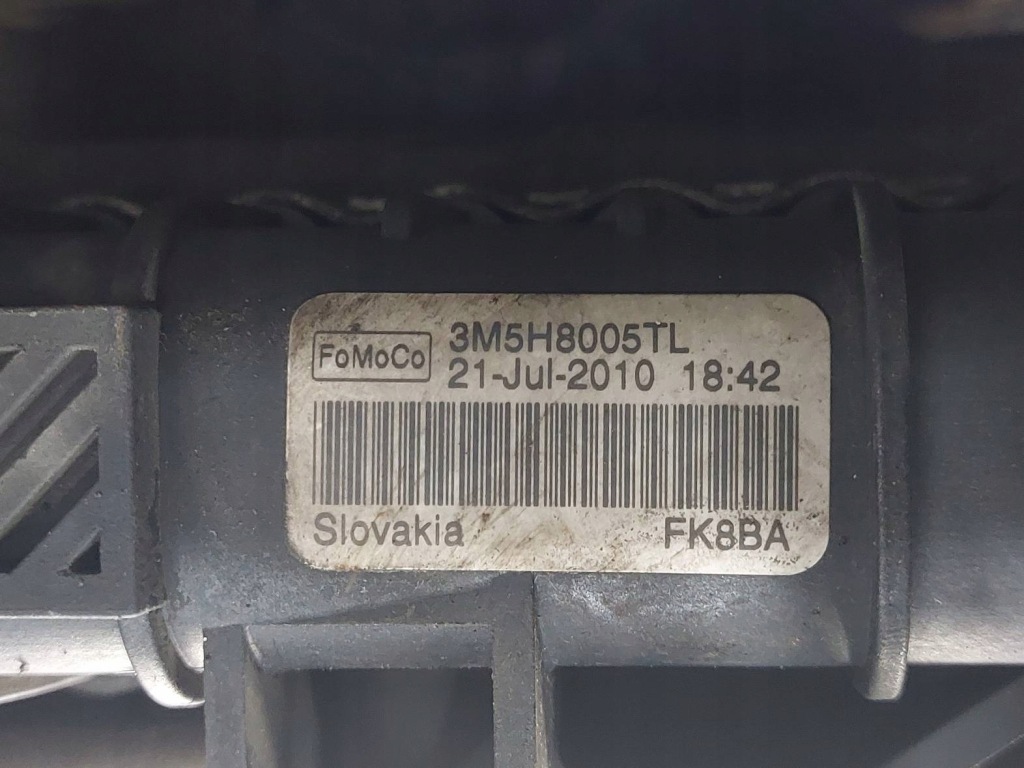 FoMoCo
3M5H8005TL
21-Jul-2010 18:42
Slovakia FK8BA